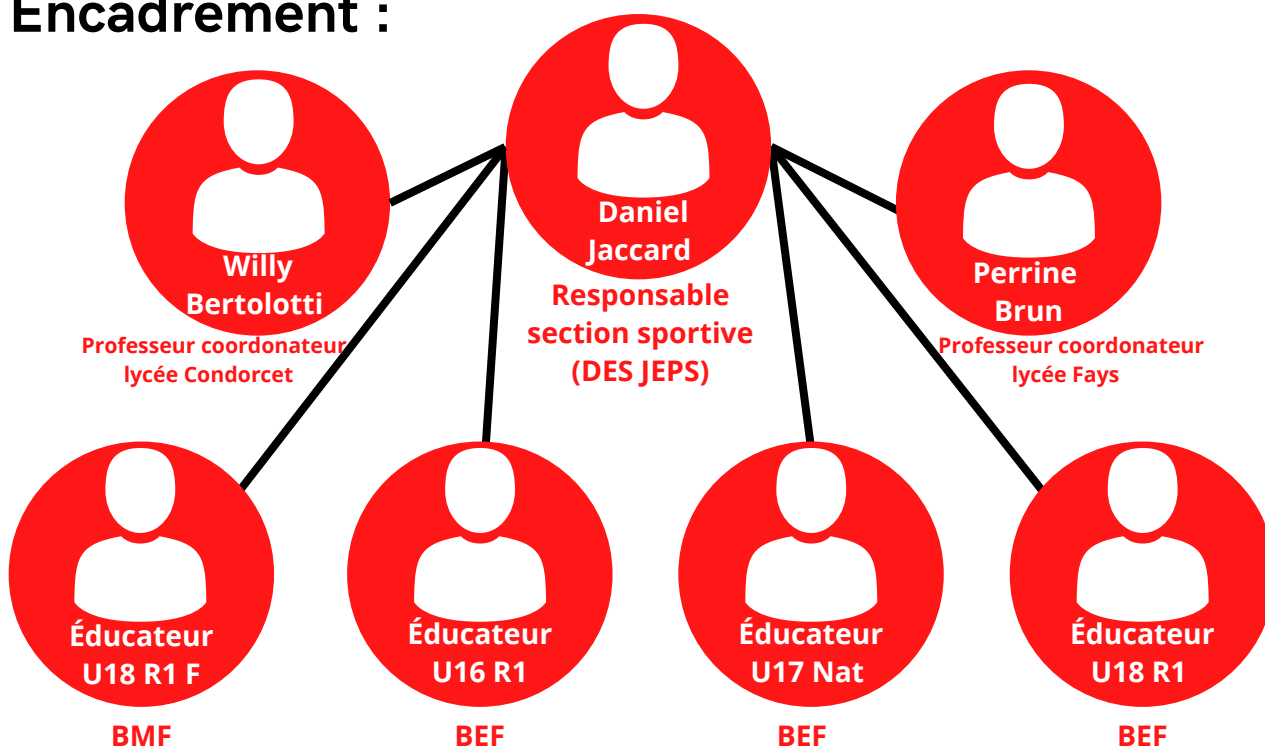 Encadrement :
Daniel
Jaccard
Responsable
section sportive
(DES JEPS)
Willy
Bertolotti
Professeur coordonateur
lycée Condorcet
Perrine
Brun
Professeur coordonateur
lycée Fays
Éducateur
U18 R1 F
BMF
Éducateur
U16 R1
BEF
Éducateur
U17 Nat
BEF
Éducateur
U18 R1
BEF